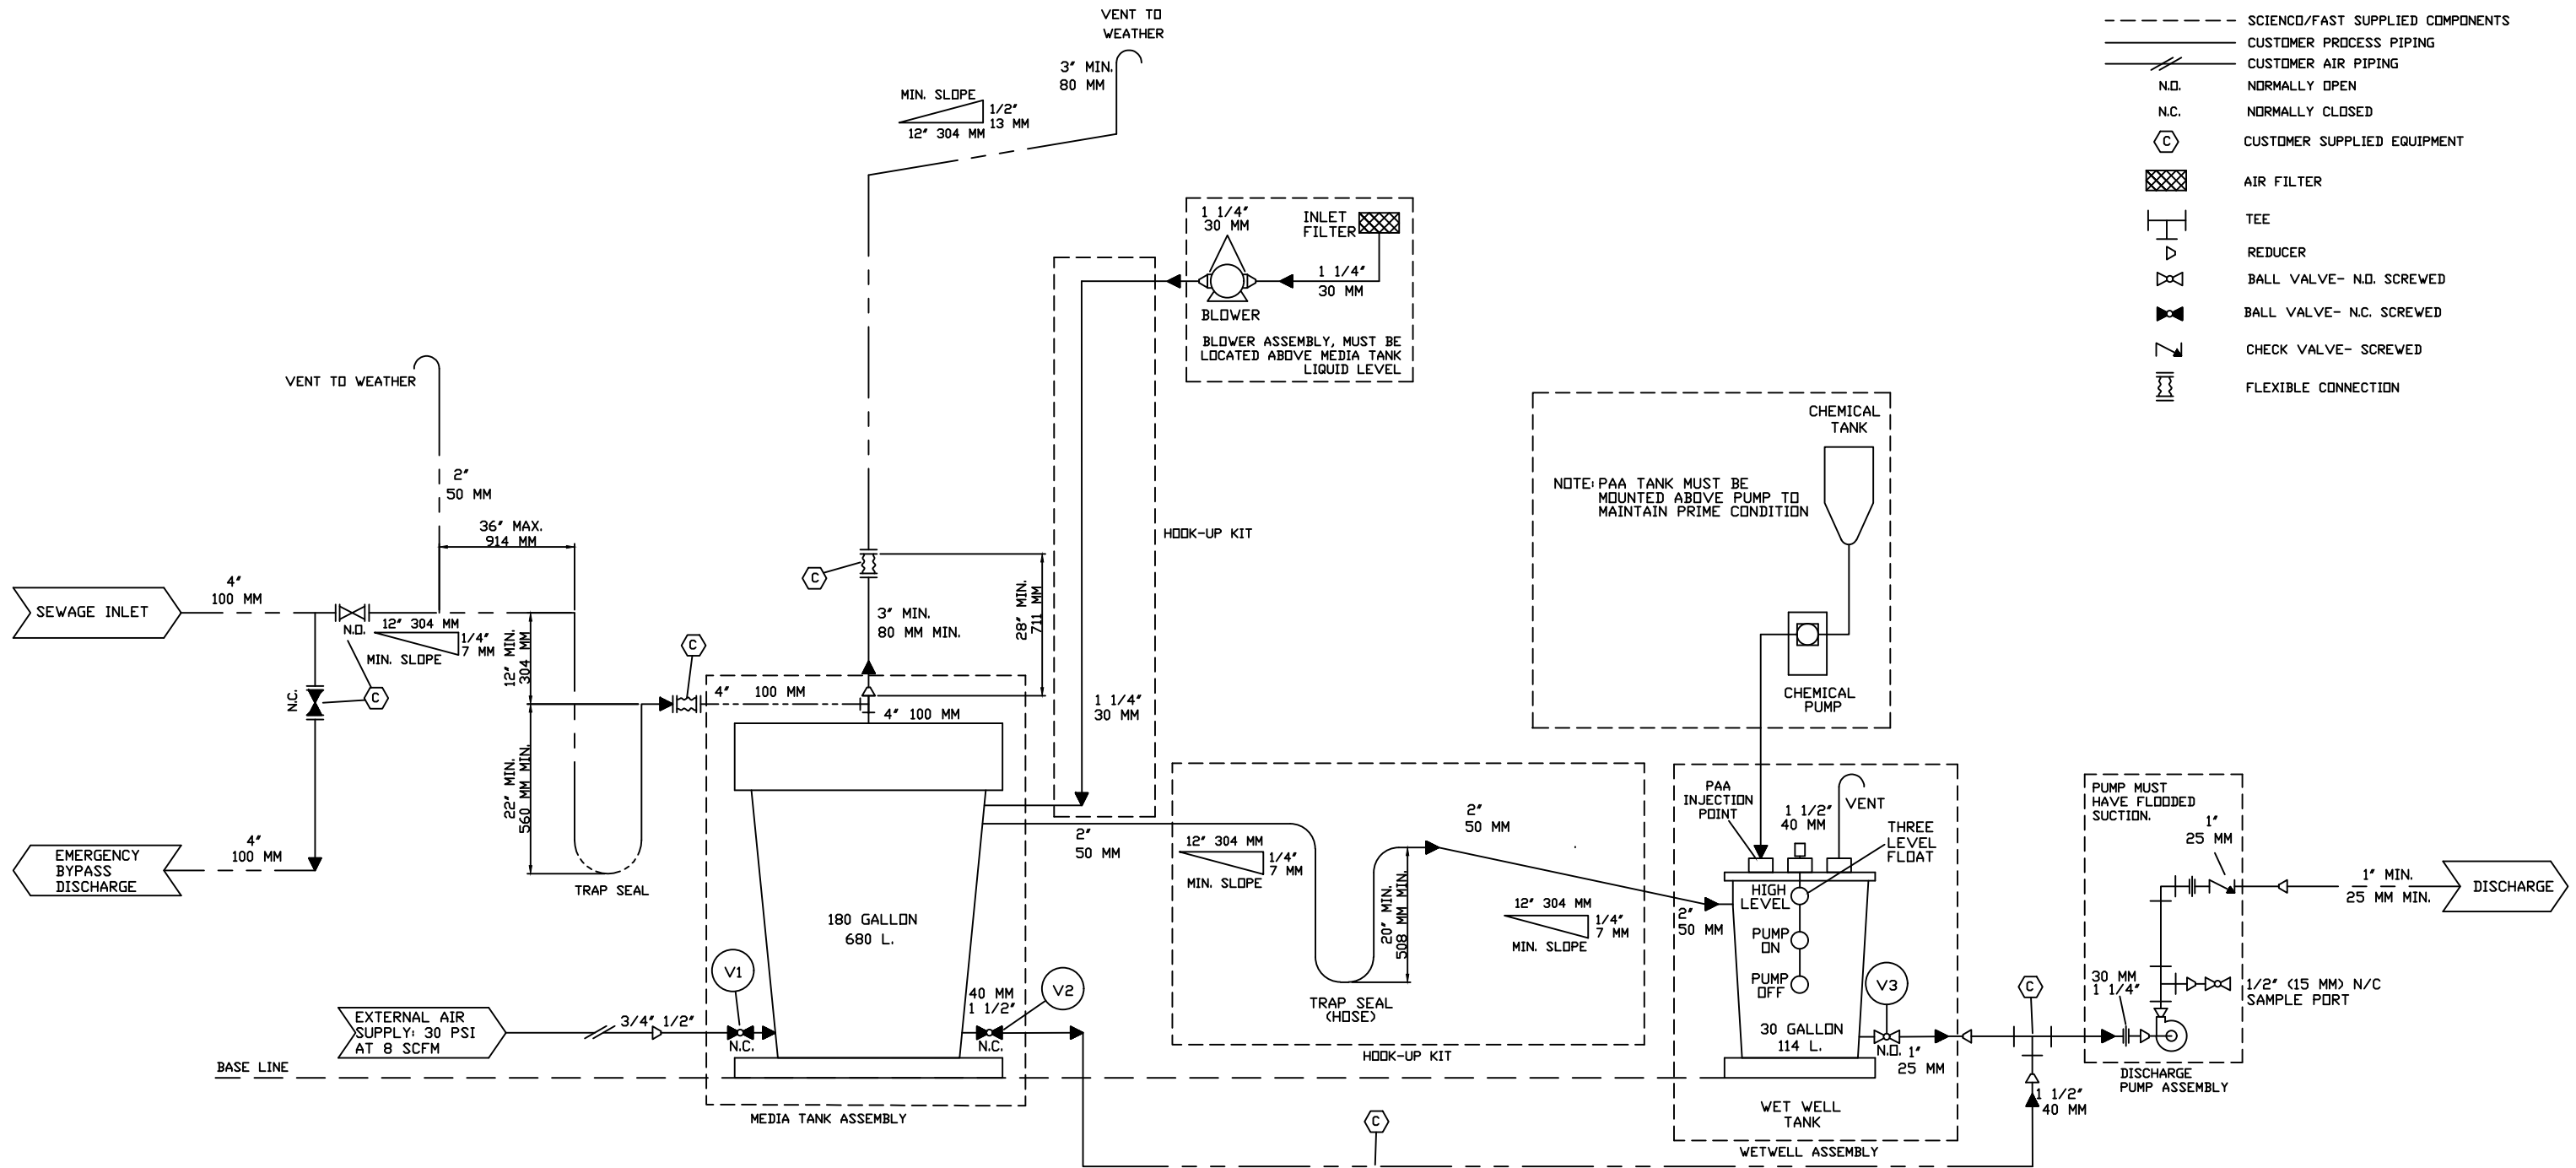 VENT TO
WEATHER
3" MIN.
80 MM
MIN. SLOPE
1/2"
13 MM
12" 304 MM
SCIENCO/FAST SUPPLIED COMPONENTS
CUSTOMER PROCESS PIPING
CUSTOMER AIR PIPING
N.O. NORMALLY OPEN
N.C. NORMALLY CLOSED
C CUSTOMER SUPPLIED EQUIPMENT
AIR FILTER
TEE
REDUCER
BALL VALVE- N.O. SCREWED
BALL VALVE- N.C. SCREWED
CHECK VALVE- SCREWED
FLEXIBLE CONNECTION
1 1/4"
30 MM
INLET
FILTER
1 1/4"
30 MM
BLOWER
BLOWER ASSEMBLY, MUST BE
LOCATED ABOVE MEDIA TANK
LIQUID LEVEL
HOOK-UP KIT
1 1/4"
30 MM
VENT TO WEATHER
2"
50 MM
36" MAX.
914 MM
SEWAGE INLET
4"
100 MM
N.O.
12" 304 MM
1/4"
7 MM
MIN. SLOPE
N.C.
C
12" MIN.
304 MM
22" MIN.
560 MM MIN.
TRAP SEAL
EMERGENCY
BYPASS
DISCHARGE
4"
100 MM
C
C
3" MIN.
80 MM MIN.
28" MIN.
711 MM
4" 100 MM
4" 100 MM
180 GALLON
680 L.
V1
N.C.
V2
40 MM
1 1/2"
N.C.
EXTERNAL AIR
SUPPLY: 30 PSI
AT 8 SCFM
3/4" 1/2"
BASE LINE
MEDIA TANK ASSEMBLY
2"
50 MM
12" 304 MM
1/4"
7 MM
MIN. SLOPE
2"
50 MM
20" MIN.
508 MM MIN.
TRAP SEAL
(HOSE)
12" 304 MM
1/4"
7 MM
MIN. SLOPE
HOOK-UP KIT
CHEMICAL
TANK
NOTE: PAA TANK MUST BE
MOUNTED ABOVE PUMP TO
MAINTAIN PRIME CONDITION
CHEMICAL
PUMP
PAA
INJECTION
POINT
1 1/2"
40 MM
VENT
THREE
LEVEL
FLOAT
HIGH
LEVEL
PUMP
ON
PUMP
OFF
2"
50 MM
30 GALLON
114 L.
V3
N.O. 1"
25 MM
WET WELL
TANK
WETWELL ASSEMBLY
C
C
1 1/2"
40 MM
PUMP MUST
HAVE FLOODED
SUCTION.
1"
25 MM
30 MM
1 1/4"
1/2" (15 MM) N/C
SAMPLE PORT
DISCHARGE
PUMP ASSEMBLY
1" MIN.
25 MM MIN.
DISCHARGE